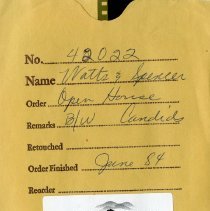 No. 42022
Name Watts & Spencer
Order Open House
Remarks B/W Candids
Retouched
Order Finished June 84
Reorder